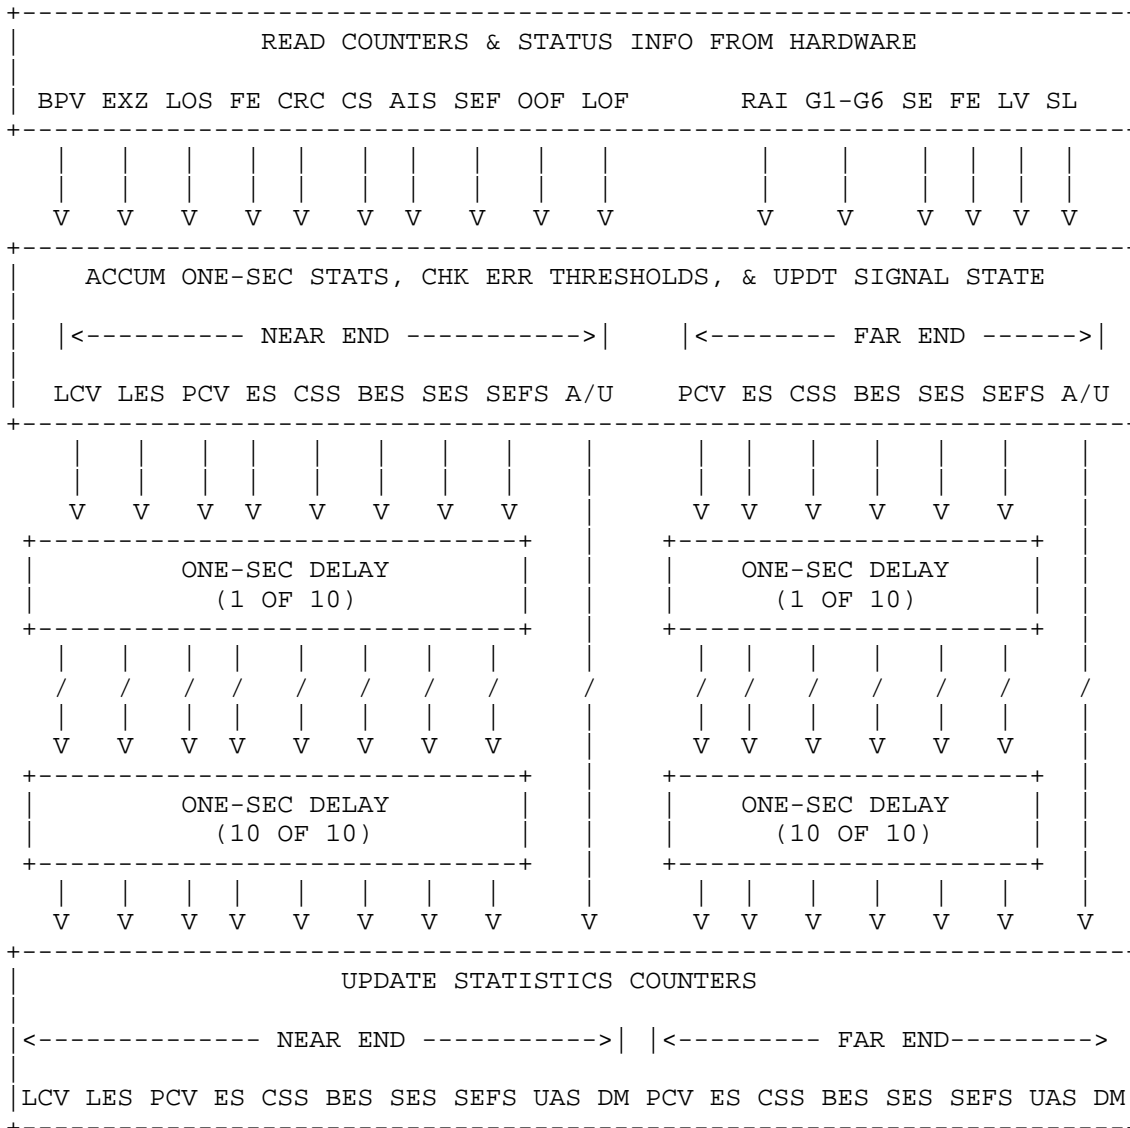 READ COUNTERS & STATUS INFO FROM HARDWARE
BPV EXZ LOS FE CRC CS AIS SEF OOF LOF RAI G1-G6 SE FE LV SL
ACCUM ONE-SEC STATS, CHK ERR THRESHOLDS, & UPDT SIGNAL STATE
|<---------- NEAR END ----------->| |<-------- FAR END ------>|
LCV LES PCV ES CSS BES SES SEFS A/U PCV ES CSS BES SES SEFS A/U
ONE-SEC DELAY ONE-SEC DELAY
(1 OF 10) (1 OF 10)
ONE-SEC DELAY ONE-SEC DELAY
(10 OF 10) (10 OF 10)
UPDATE STATISTICS COUNTERS
|<-------------- NEAR END ----------->| |<--------- FAR END--------->
LCV LES PCV ES CSS BES SES SEFS UAS DM PCV ES CSS BES SES SEFS UAS DM